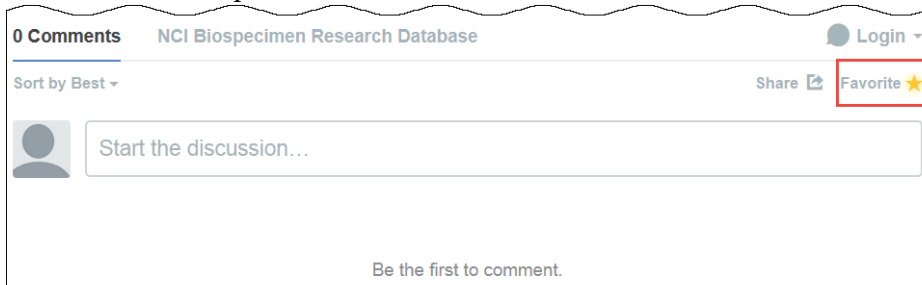 0 Comments NCI Biospecimen Research Database Login
Sort by Best Share Favorite
Start the discussion…
Be the first to comment.